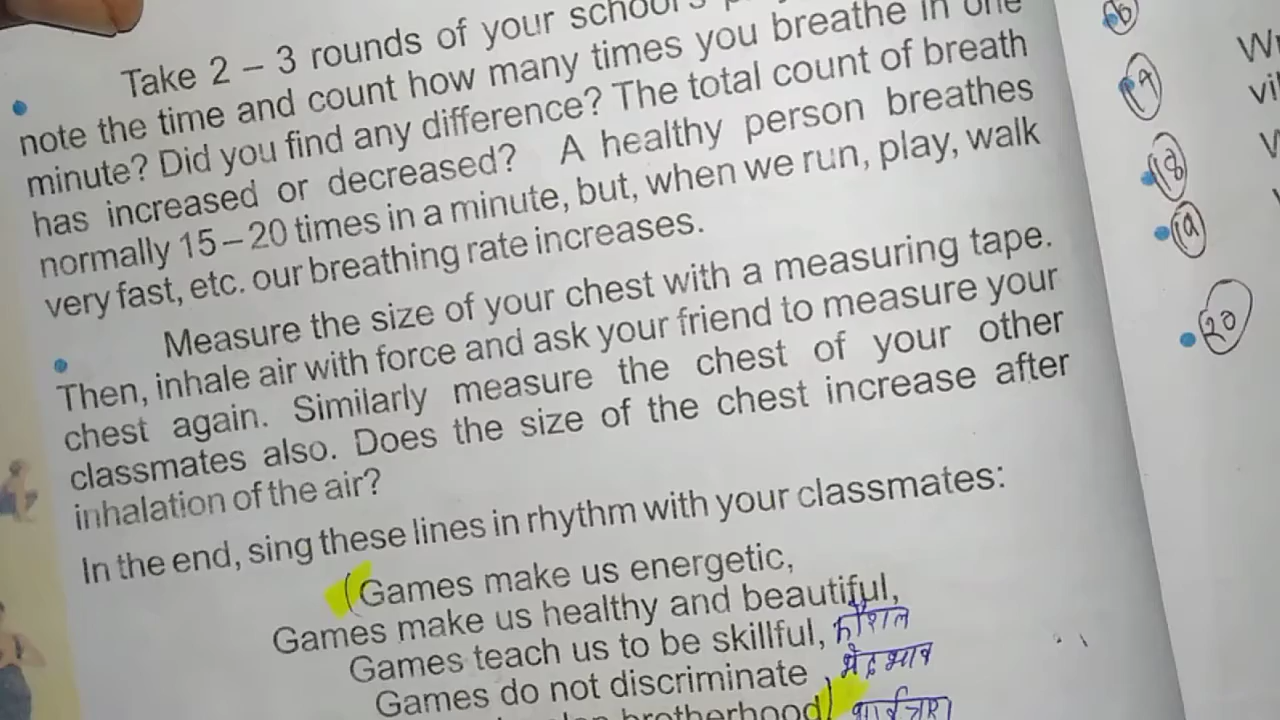 Take 2 – 3 rounds of your school's
note the time and count how many times you breathe in one
minute? Did you find any difference? The total count of breath
has increased or decreased? A healthy person breathes
normally 15 – 20 times in a minute, but, when we run, play, walk
very fast, etc. our breathing rate increases.
Measure the size of your chest with a measuring tape.
Then, inhale air with force and ask your friend to measure your
chest again. Similarly measure the chest of your other
classmates also. Does the size of the chest increase after
inhalation of the air?
In the end, sing these lines in rhythm with your classmates:
(Games make us energetic,
Games make us healthy and beautiful,
Games teach us to be skillful, कौशल
Games do not discriminate, भेदभाव
brotherhood)
18
19
20